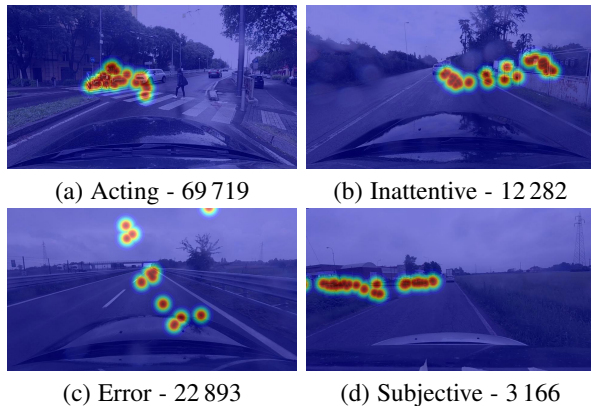 (a) Acting - 69 719
(b) Inattentive - 12 282
(c) Error - 22 893
(d) Subjective - 3 166